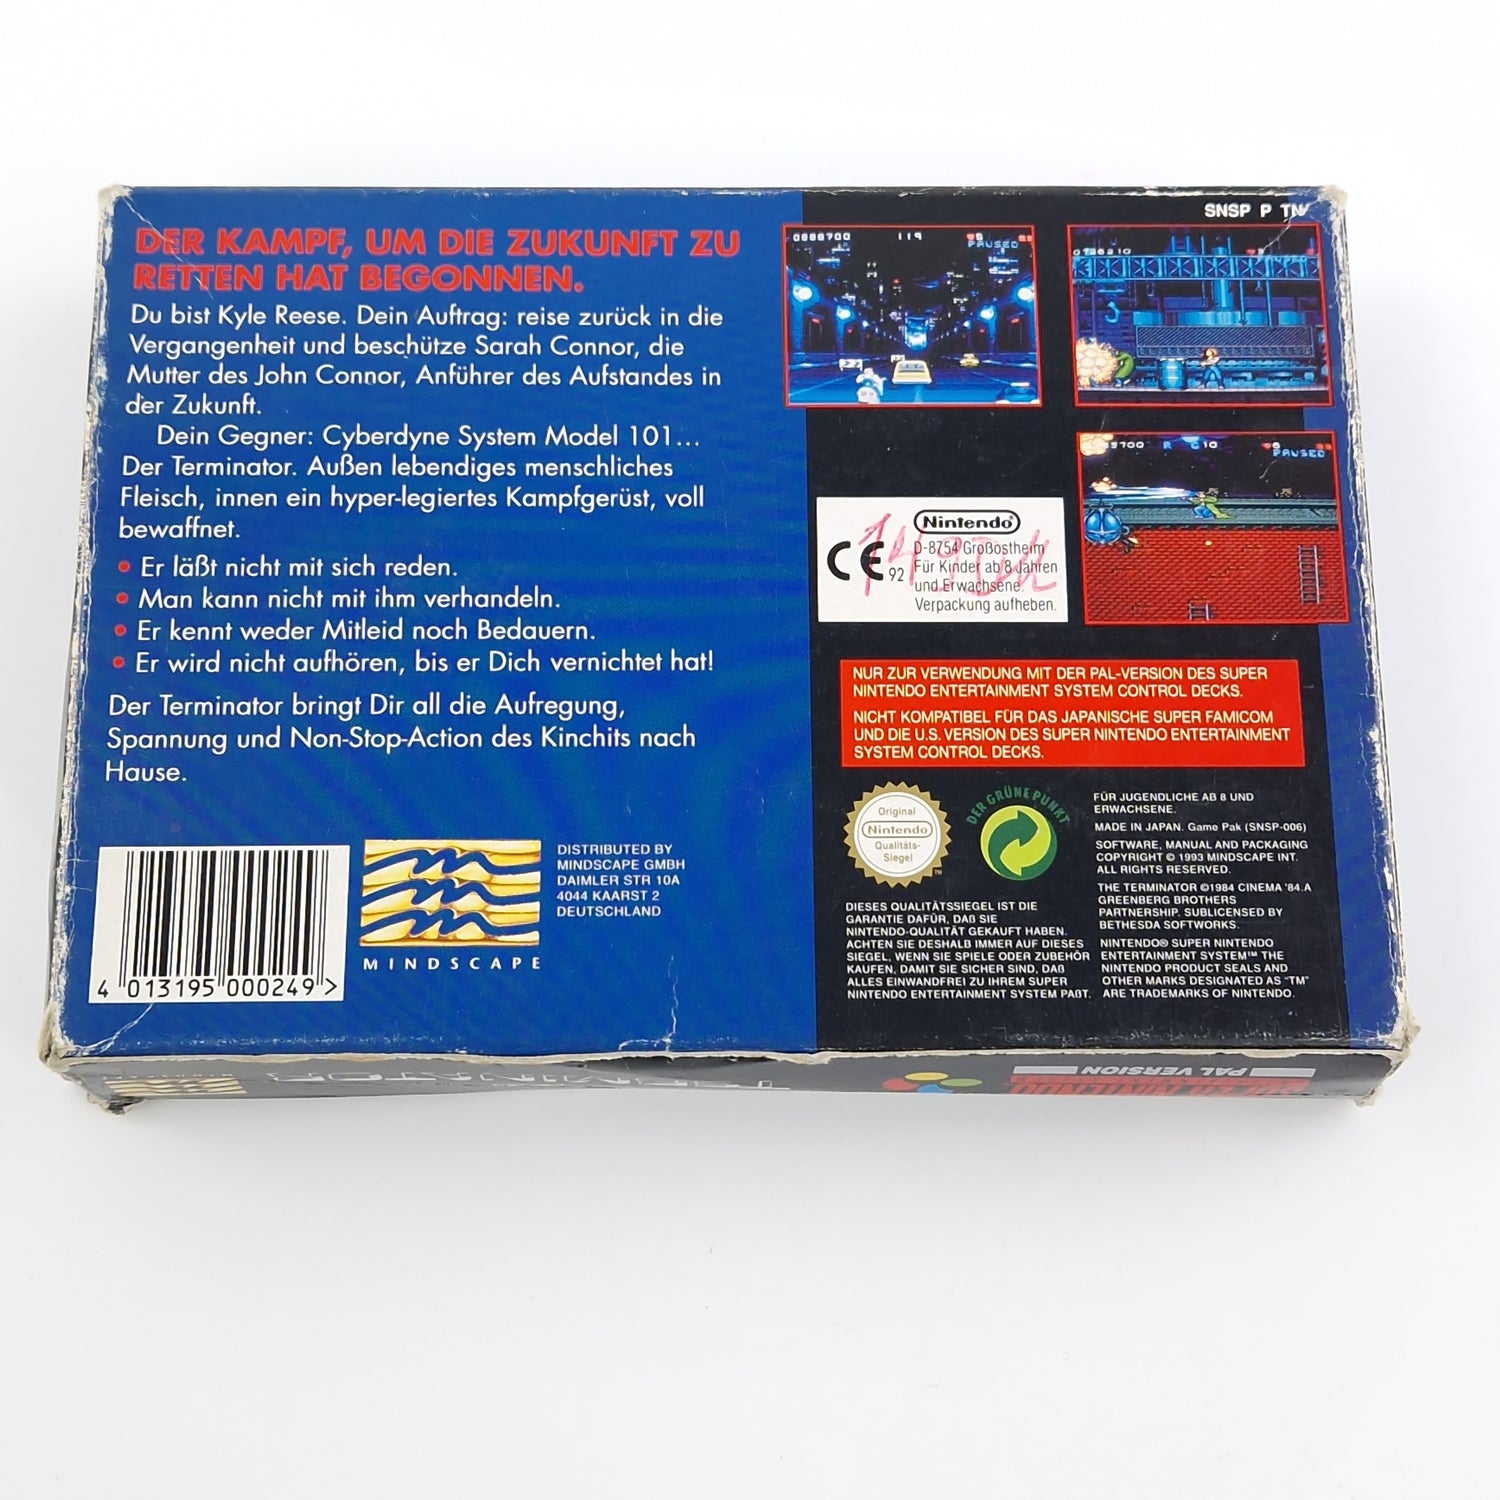 DER KAMPF, UM DIE ZUKUNFT ZU
RETTEN HAT BEGONNEN.
Du bist Kyle Reese. Dein Auftrag: reise zurück in die
Vergangenheit und beschütze Sarah Connor, die
Mutter des John Connor, Anführer des Aufstandes in
der Zukunft.
Dein Gegner: Cyberdyne System Model 101...
Der Terminator. Außen lebendiges menschliches
Fleisch, innen ein hyper-legiertes Kampfgerüst, voll
bewaffnet.
• Er läßt nicht mit sich reden.
• Man kann nicht mit ihm verhandeln.
• Er kennt weder Mitleid noch Bedauern.
• Er wird nicht aufhören, bis er Dich vernichtet hat!
Der Terminator bringt Dir all die Aufregung,
Spannung und Non-Stop-Action des Kinchits nach
Hause.
4 013195 000249 >
MINDSCAPE
DISTRIBUTED BY
MINDSCAPE GMBH
DAIMLER STR 10A
4044 KAARST 2
DEUTSCHLAND
SNSP P TN
119
PAUSED
PAUSED
Nintendo®
CE 92
D-8754 Großostheim
Für Kinder ab 8 Jahren
und Erwachsene.
Verpackung aufheben.
NUR ZUR VERWENDUNG MIT DER PAL-VERSION DES SUPER
NINTENDO ENTERTAINMENT SYSTEM CONTROL DECKS.
NICHT KOMPATIBEL FÜR DAS JAPANISCHE SUPER FAMICOM
UND DIE U.S. VERSION DES SUPER NINTENDO ENTERTAINMENT
SYSTEM CONTROL DECKS.
Original
Nintendo
Qualitäts-
Siegel
TM
DER GRÜNE PUNKT
DIESES QUALITÄTSSIEGEL IST DIE
GARANTIE DAFÜR, DAß SIE
NINTENDO-QUALITÄT GEKAUFT HABEN.
ACHTEN SIE DESHALB IMMER AUF DIESES
SIEGEL, WENN SIE SPIELE ODER ZUBEHÖR
KAUFEN, DAMIT SIE SICHER SIND, DAß
ALLES EINWANDFREI ZU IHREM SUPER
NINTENDO ENTERTAINMENT SYSTEM PAßT.
FÜR JUGENDLICHE AB 8 UND
ERWACHSENE.
MADE IN JAPAN. Game Pak (SNSP-006)
SOFTWARE, MANUAL AND PACKAGING
COPYRIGHT © 1993 MINDSCAPE INT.
ALL RIGHTS RESERVED.
THE TERMINATOR ©1984 CINEMA '84.A
GREENBERG BROTHERS
PARTNERSHIP. SUBLICENSED BY
BETHESDA SOFTWORKS.
NINTENDO® SUPER NINTENDO
ENTERTAINMENT SYSTEM™ THE
NINTENDO PRODUCT SEALS AND
OTHER MARKS DESIGNATED AS "TM"
ARE TRADEMARKS OF NINTENDO.
PAL VERSION